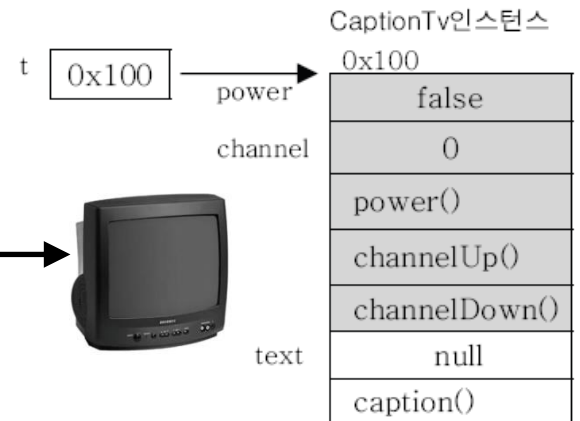 CaptionTv인스턴스
t 0x100 0x100
power false
channel 0
power()
channelUp()
channelDown()
text null
caption()